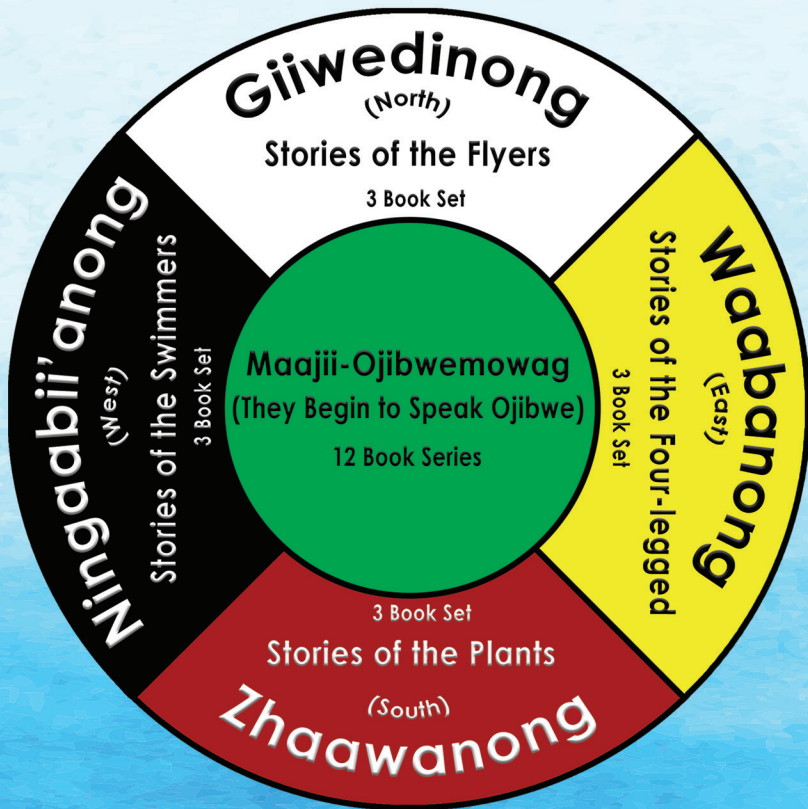 Giiwedinong
(North)
Stories of the Flyers
3 Book Set
Ningaabii'anong
(West)
Stories of the Swimmers
3 Book Set
Maajii-Ojibwemowag
(They Begin to Speak Ojibwe)
12 Book Series
Waabanong
(East)
Stories of the Four-legged
3 Book Set
3 Book Set
Stories of the Plants
(South)
Zhaawanong